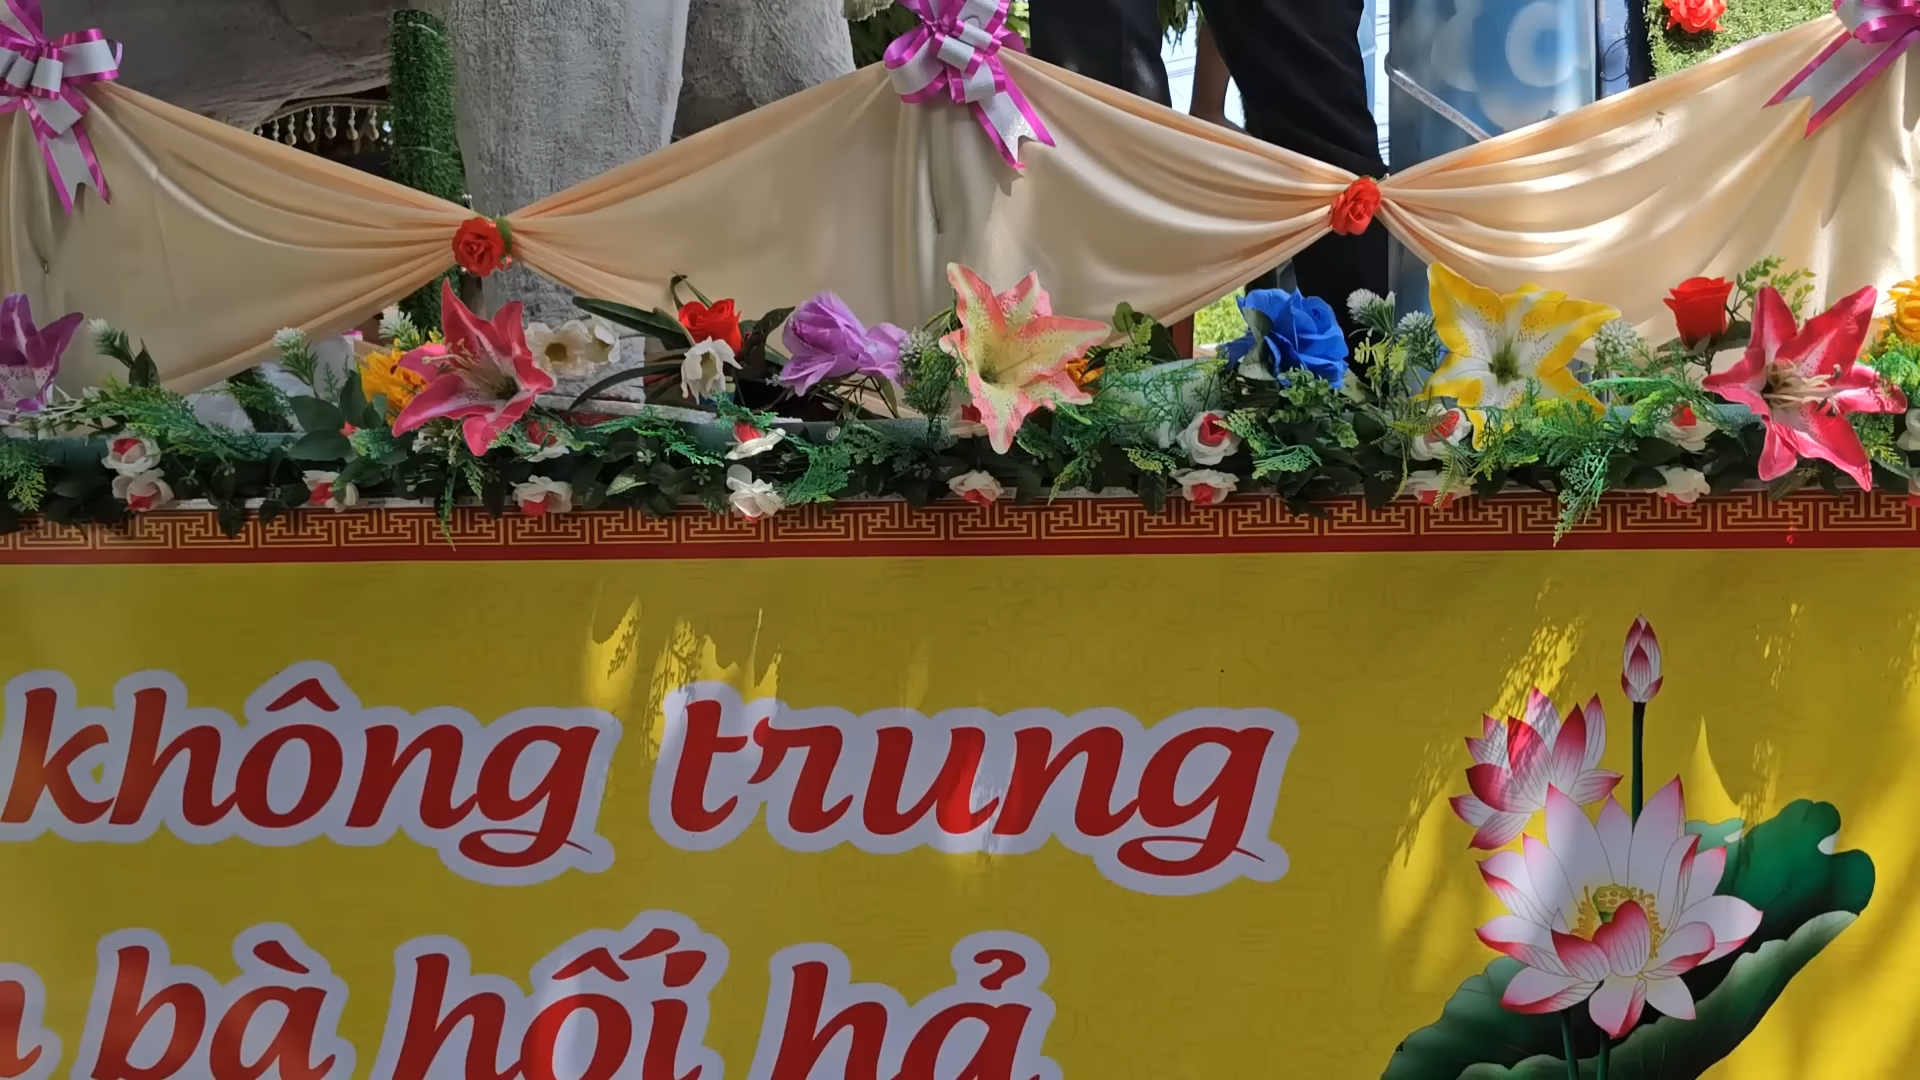 không trung
bà hối hả